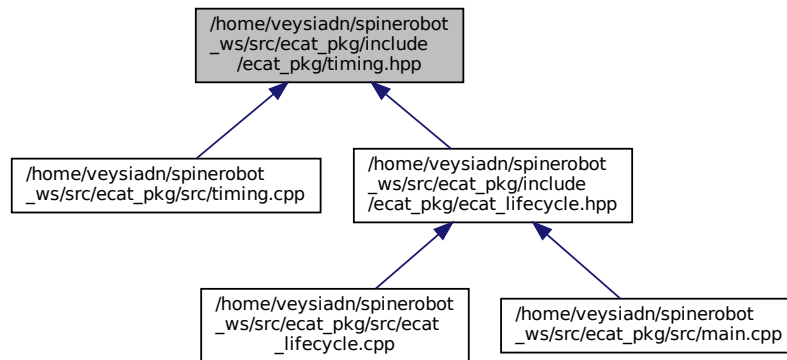 /home/veysiadn/spinerobot
_ws/src/ecat_pkg/include
/ecat_pkg/timing.hpp
/home/veysiadn/spinerobot
_ws/src/ecat_pkg/src/timing.cpp
/home/veysiadn/spinerobot
_ws/src/ecat_pkg/include
/ecat_pkg/ecat_lifecycle.hpp
/home/veysiadn/spinerobot
_ws/src/ecat_pkg/src/ecat
_lifecycle.cpp
/home/veysiadn/spinerobot
_ws/src/ecat_pkg/src/main.cpp